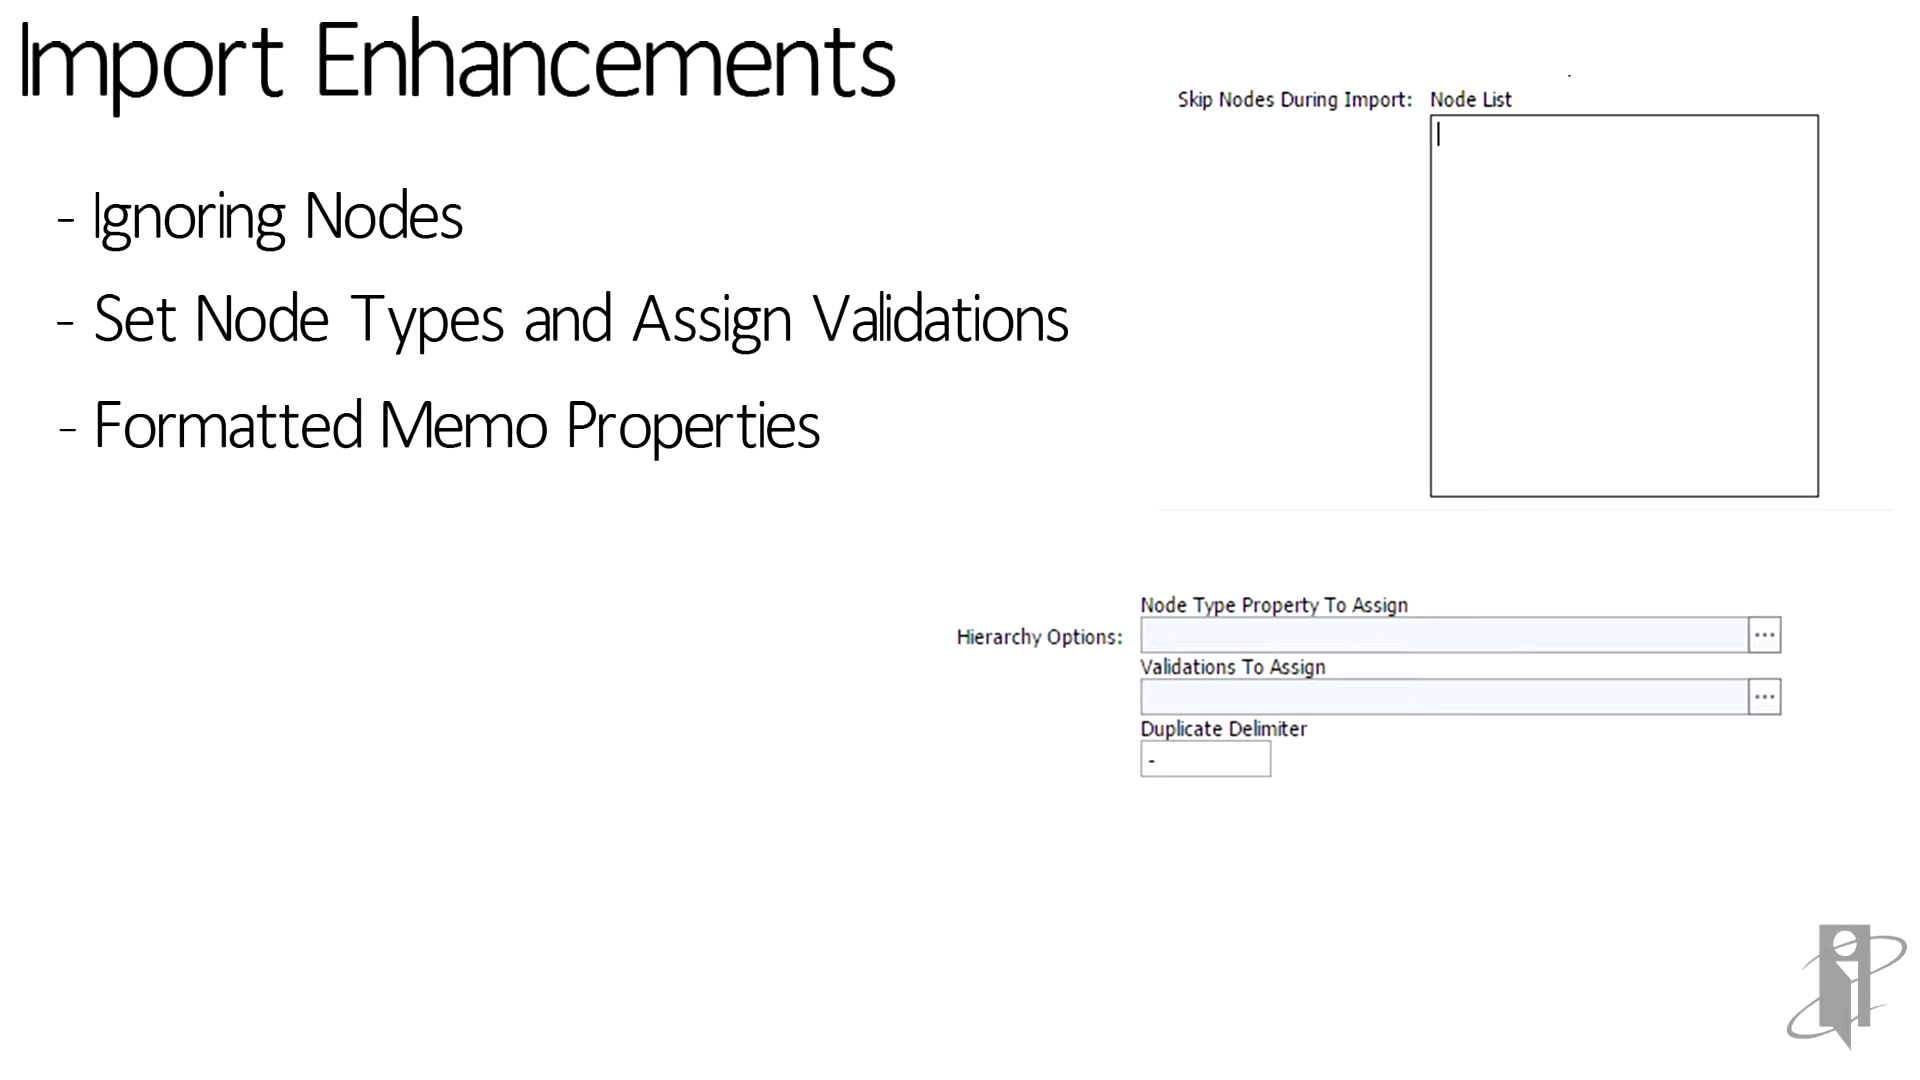 Import Enhancements
- Ignoring Nodes
- Set Node Types and Assign Validations
- Formatted Memo Properties
Skip Nodes During Import: Node List
Node Type Property To Assign
Hierarchy Options: ...
Validations To Assign
...
Duplicate Delimiter
-